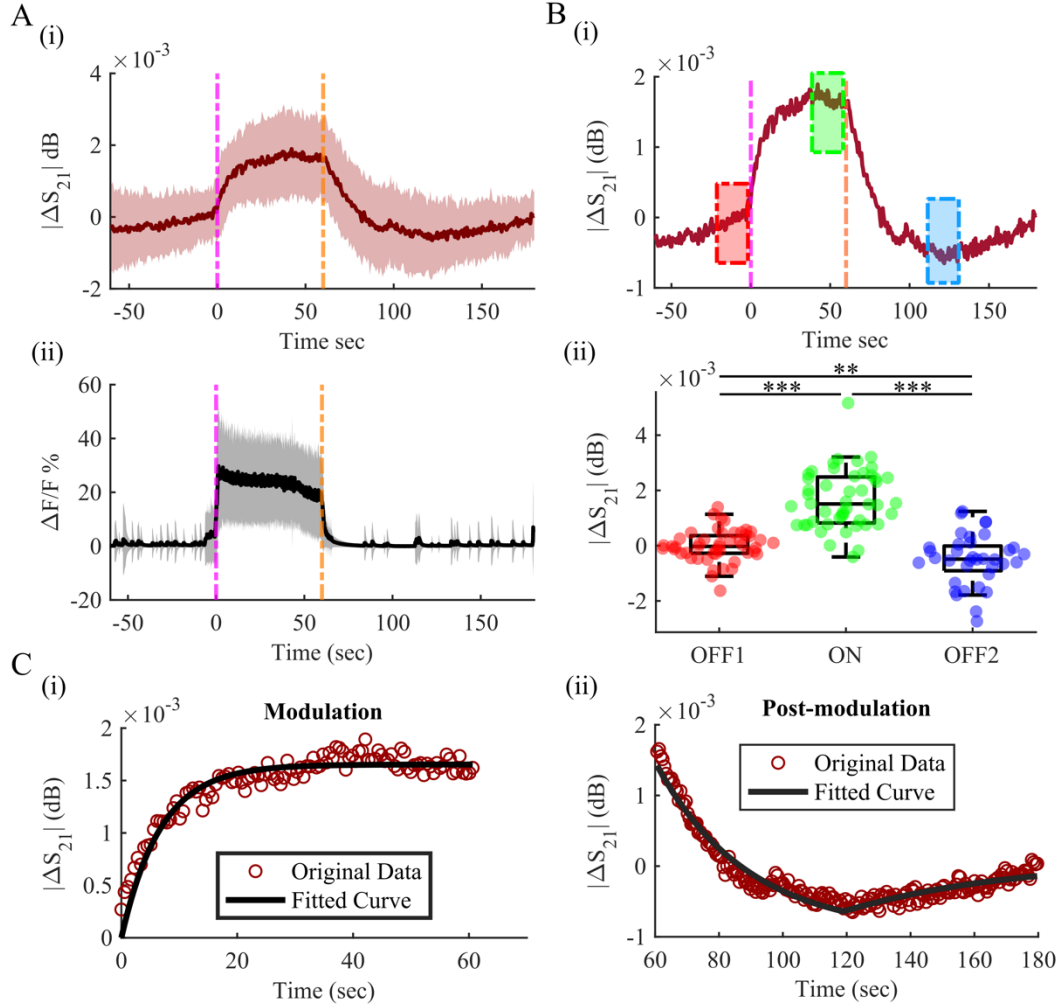 A
(i)
×10⁻³
|ΔS₂₁| dB
4
2
0
-2
-50 0 50 100 150
Time sec
(ii)
ΔF/F %
60
40
20
0
-20
-50 0 50 100 150
Time (sec)
B
(i)
×10⁻³
|ΔS₂₁| (dB)
2
1
0
-1
-50 0 50 100 150
Time sec
(ii)
×10⁻³
**
*** ***
|ΔS₂₁| (dB)
4
2
0
-2
OFF1 ON OFF2
C
(i)
×10⁻³
Modulation
|ΔS₂₁| (dB)
2
1.5
1
0.5
0
Original Data
Fitted Curve
0 20 40 60
Time (sec)
(ii)
×10⁻³
Post-modulation
|ΔS₂₁| (dB)
2
1
0
-1
Original Data
Fitted Curve
60 80 100 120 140 160 180
Time (sec)